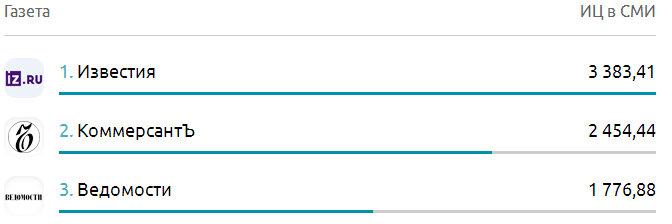 Газета ИЦ в СМИ
iz.RU 1. Известия 3 383,41
Ъ 2. КоммерсантЪ 2 454,44
ВЕДОМОСТИ 3. Ведомости 1 776,88